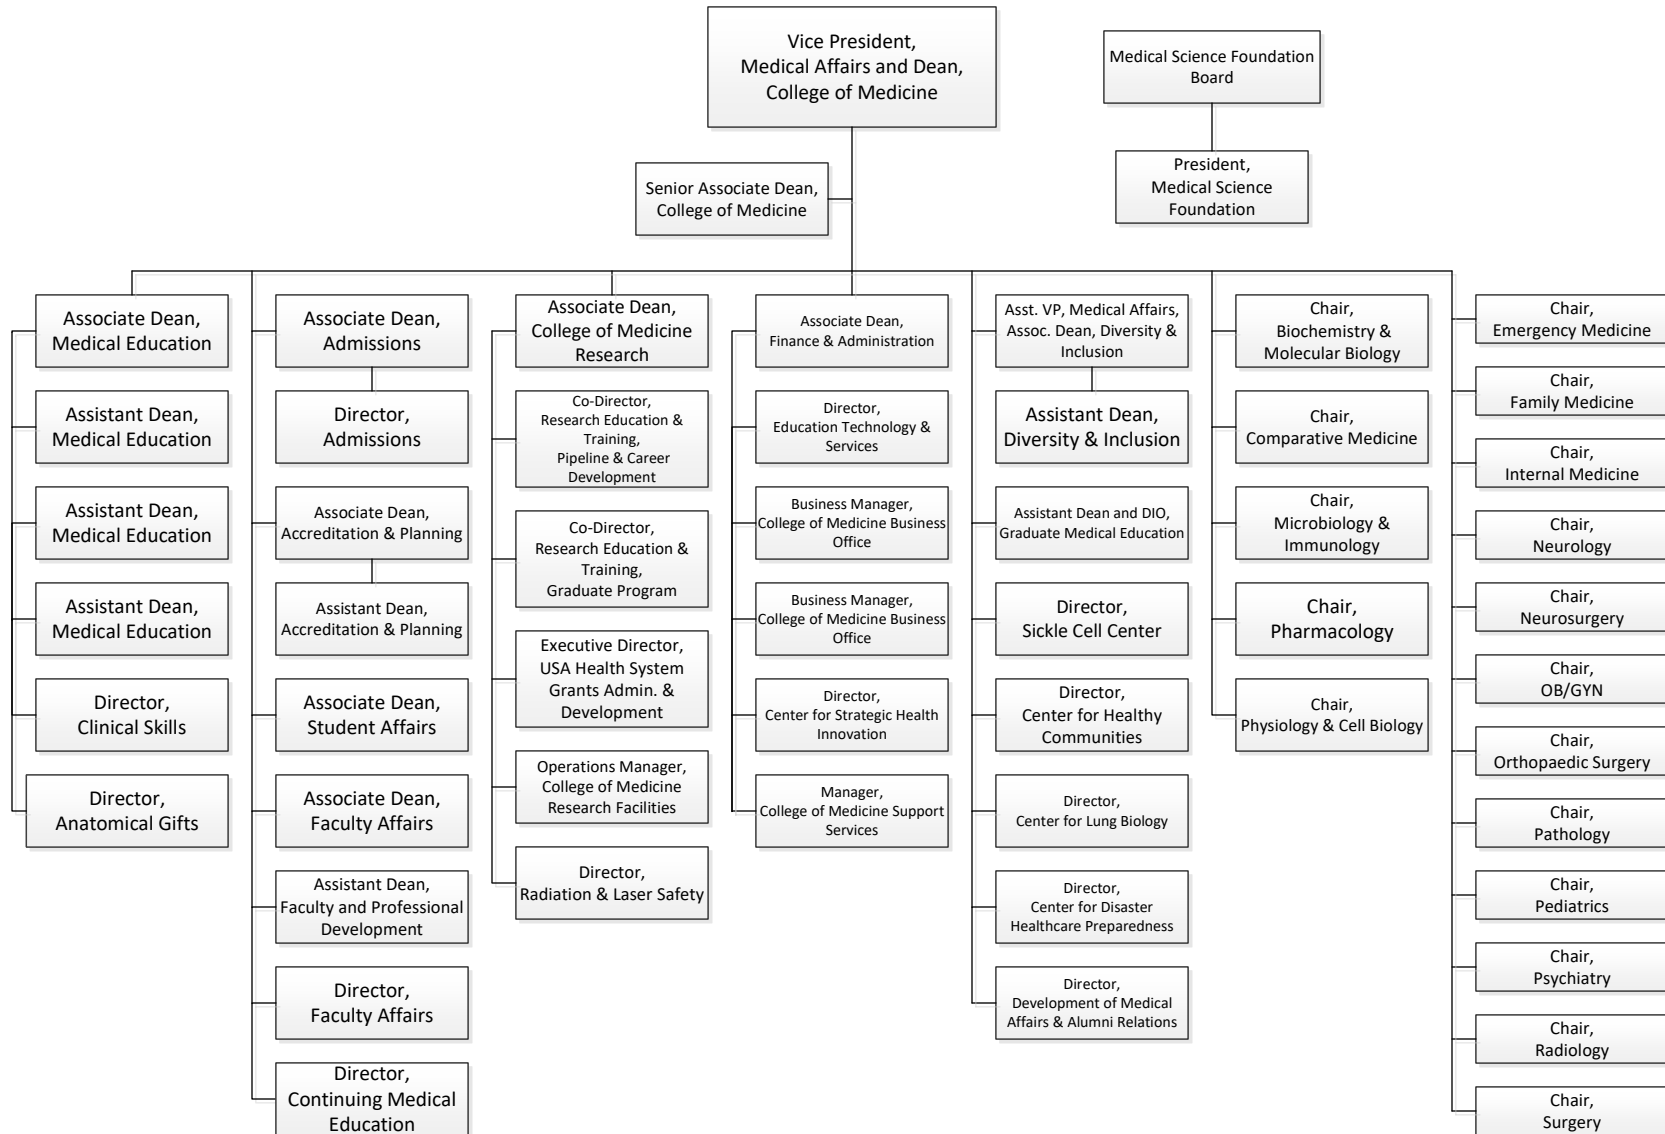 Vice President,
Medical Affairs and Dean,
College of Medicine
Medical Science Foundation
Board
President,
Medical Science
Foundation
Senior Associate Dean,
College of Medicine
Associate Dean,
Medical Education
Assistant Dean,
Medical Education
Assistant Dean,
Medical Education
Assistant Dean,
Medical Education
Director,
Clinical Skills
Director,
Anatomical Gifts
Associate Dean,
Admissions
Director,
Admissions
Associate Dean,
Accreditation & Planning
Assistant Dean,
Accreditation & Planning
Associate Dean,
Student Affairs
Associate Dean,
Faculty Affairs
Assistant Dean,
Faculty and Professional
Development
Director,
Faculty Affairs
Director,
Continuing Medical
Education
Associate Dean,
College of Medicine
Research
Co-Director,
Research Education &
Training,
Pipeline & Career
Development
Co-Director,
Research Education &
Training,
Graduate Program
Executive Director,
USA Health System
Grants Admin. &
Development
Operations Manager,
College of Medicine
Research Facilities
Director,
Radiation & Laser Safety
Associate Dean,
Finance & Administration
Director,
Education Technology &
Services
Business Manager,
College of Medicine Business
Office
Business Manager,
College of Medicine Business
Office
Director,
Center for Strategic Health
Innovation
Manager,
College of Medicine Support
Services
Asst. VP, Medical Affairs,
Assoc. Dean, Diversity &
Inclusion
Assistant Dean,
Diversity & Inclusion
Assistant Dean and DIO,
Graduate Medical Education
Director,
Sickle Cell Center
Director,
Center for Healthy
Communities
Director,
Center for Lung Biology
Director,
Center for Disaster
Healthcare Preparedness
Director,
Development of Medical
Affairs & Alumni Relations
Chair,
Biochemistry &
Molecular Biology
Chair,
Comparative Medicine
Chair,
Microbiology &
Immunology
Chair,
Pharmacology
Chair,
Physiology & Cell Biology
Chair,
Emergency Medicine
Chair,
Family Medicine
Chair,
Internal Medicine
Chair,
Neurology
Chair,
Neurosurgery
Chair,
OB/GYN
Chair,
Orthopaedic Surgery
Chair,
Pathology
Chair,
Pediatrics
Chair,
Psychiatry
Chair,
Radiology
Chair,
Surgery